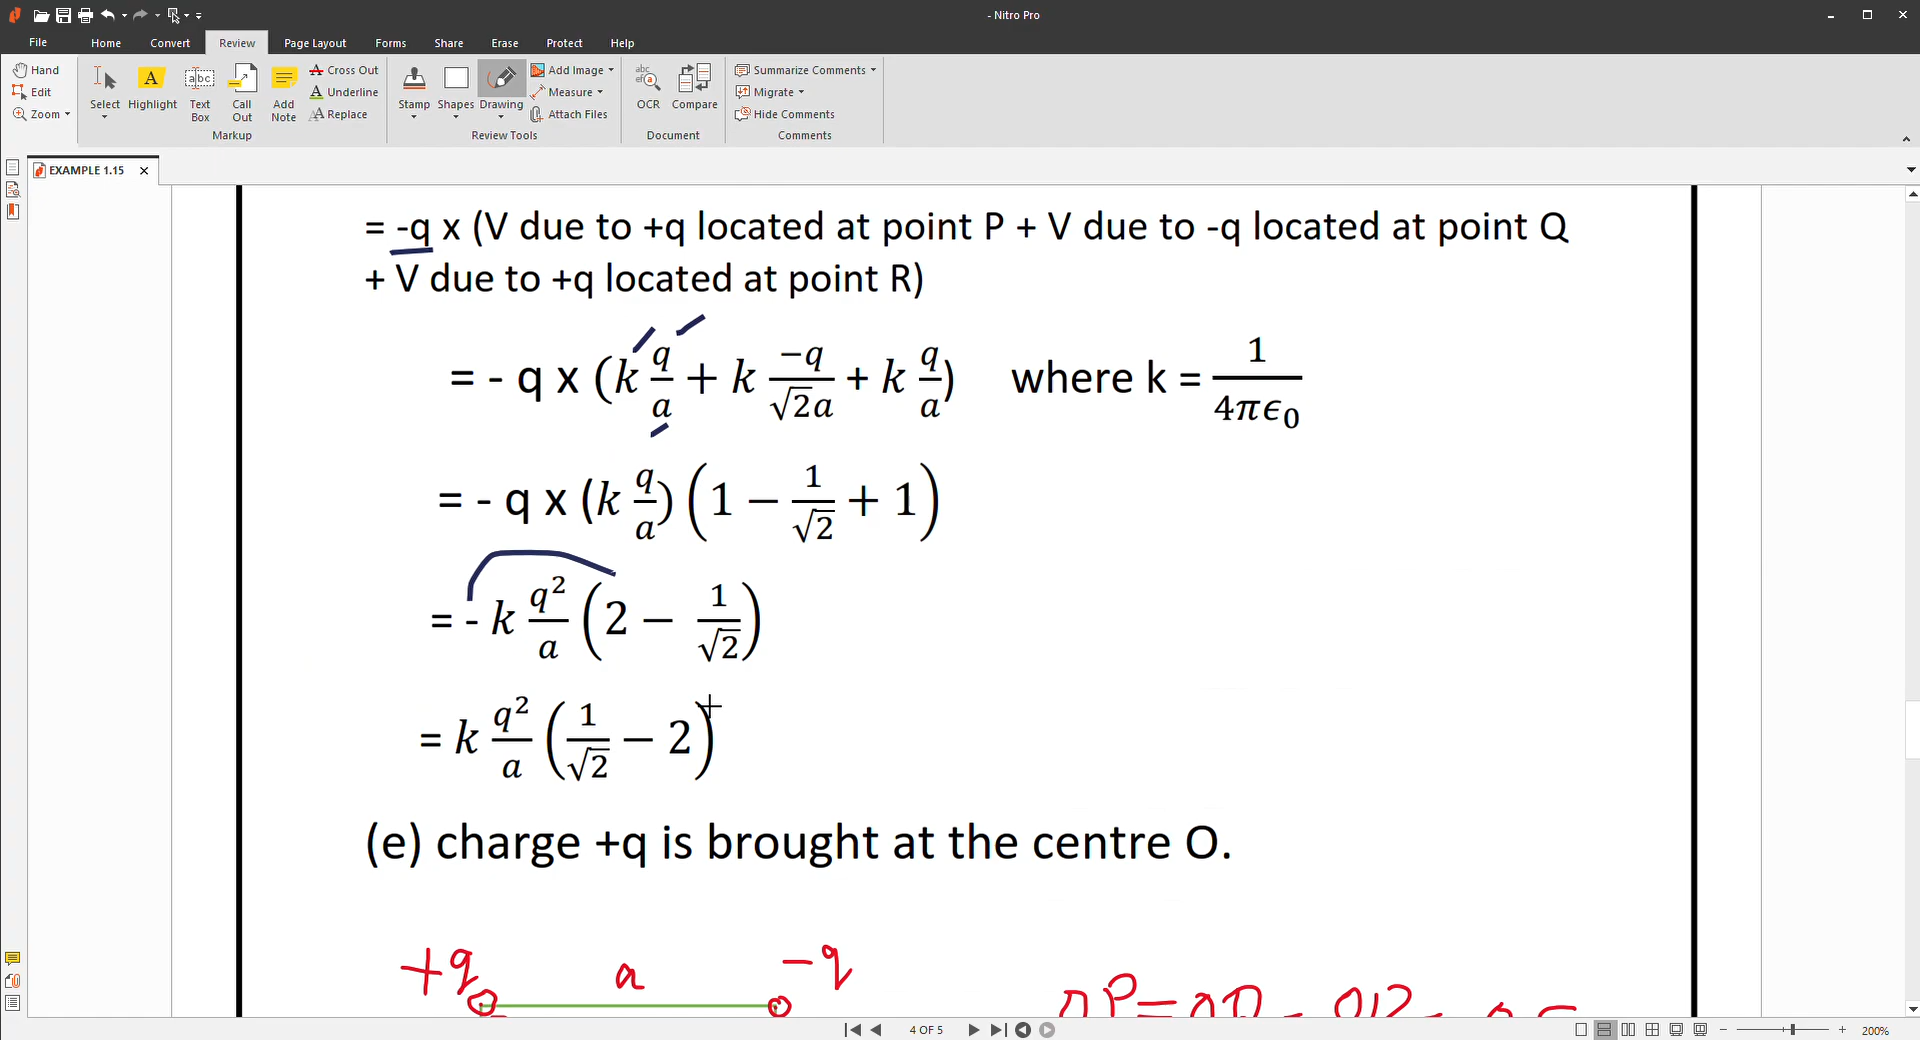 - Nitro Pro
File Home Convert Review Page Layout Forms Share Erase Protect Help
Hand
Edit
Zoom
Select
Highlight
Text Box
Call Out
Add Note
Cross Out
Underline
Replace
Markup
Stamp
Shapes
Drawing
Add Image
Measure
Attach Files
Review Tools
OCR
Compare
Document
Summarize Comments
Migrate
Hide Comments
Comments
EXAMPLE 1.15
= -q x (V due to +q located at point P + V due to -q located at point Q
+ V due to +q located at point R)
= - q x (k q/a + k -q/√2a + k q/a) where k = 1/4πϵ₀
= - q x (k q/a) (1 − 1/√2 + 1)
= - k q²/a (2 − 1/√2)
= k q²/a (1/√2 − 2)
(e) charge +q is brought at the centre O.
+q a -q
4 OF 5
200%